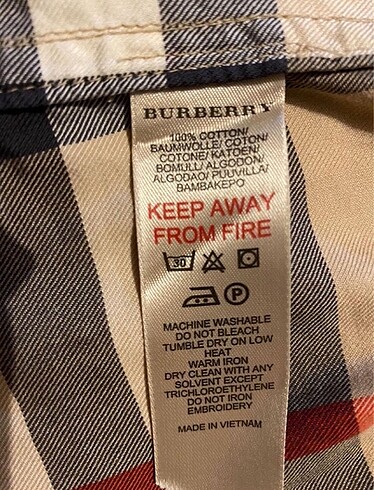 BURBERRY
100% COTTON/
BAUMWOLLE/ COTON/
COTONE/ KATOEN/
BOMULL/ ALGODON/
ALGODAO/ PUUVILLA/
BAMBAKEPO
KEEP AWAY
FROM FIRE
30
P
MACHINE WASHABLE
DO NOT BLEACH
TUMBLE DRY ON LOW
HEAT
WARM IRON
DRY CLEAN WITH ANY
SOLVENT EXCEPT
TRICHLOROETHYLENE
DO NOT IRON
EMBROIDERY
MADE IN VIETNAM